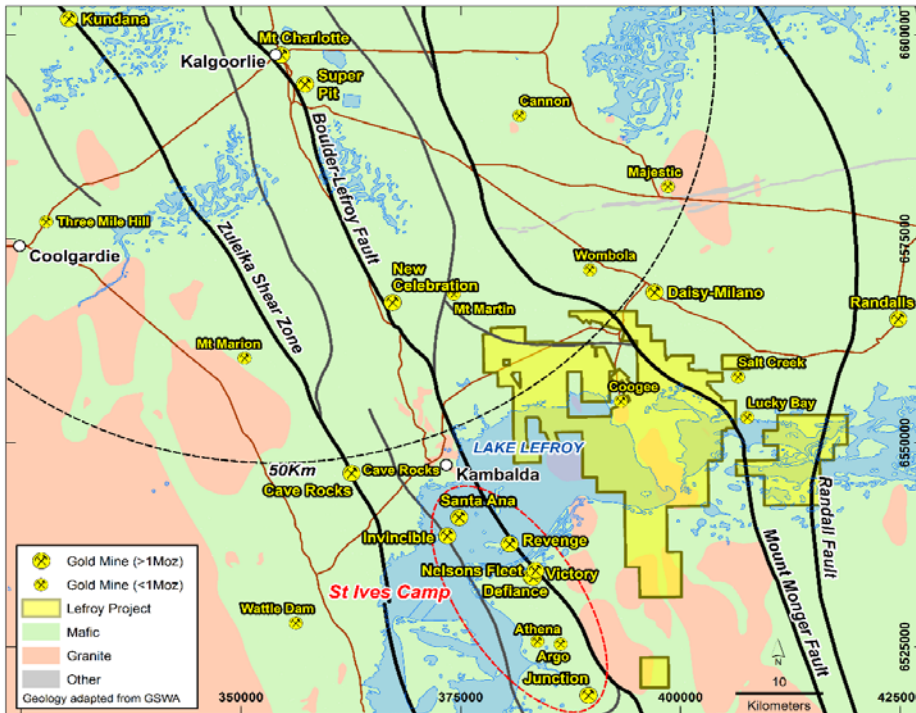 Kundana
Mt Charlotte
Kalgoorlie
Super
Pit
Cannon
6600000
Majestic
Boulder-Lefroy Fault
Three Mile Hill
Coolgardie
Zuleika Shear Zone
6575000
Wombola
New
Celebration
Mt Martin
Daisy-Milano
Randalls
Mt Marion
Salt Creek
Coogee
Lucky Bay
LAKE LEFROY
6550000
50Km
Cave Rocks
Cave Rocks
Kambalda
Santa Ana
Invincible
Revenge
Randall Fault
Mount Monger Fault
Nelsons Fleet
Victory
Defiance
St Ives Camp
Wattle Dam
Athena
Argo
Junction
6525000
Gold Mine (>1Moz)
Gold Mine (<1Moz)
Lefroy Project
Mafic
Granite
Other
Geology adapted from GSWA
N
10
Kilometers
350000
375000
400000
425000